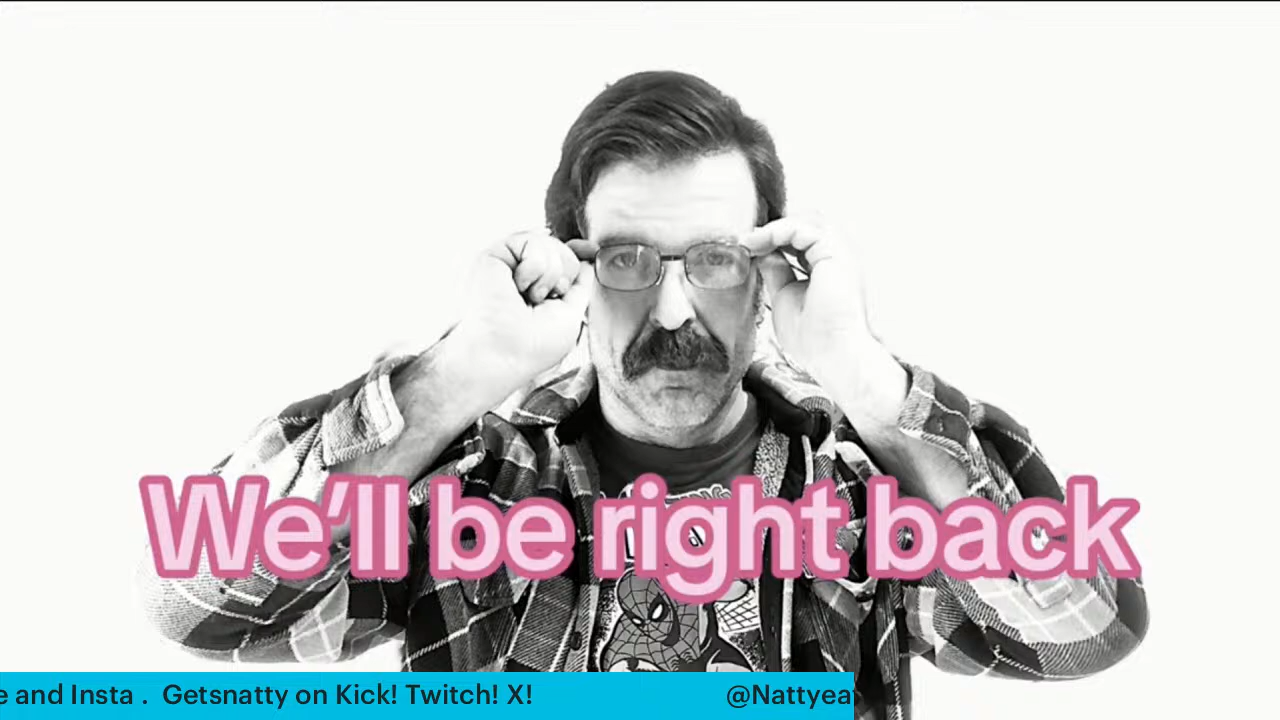 We'll be right back
e and Insta . Getsnatty on Kick! Twitch! X! @Nattyea